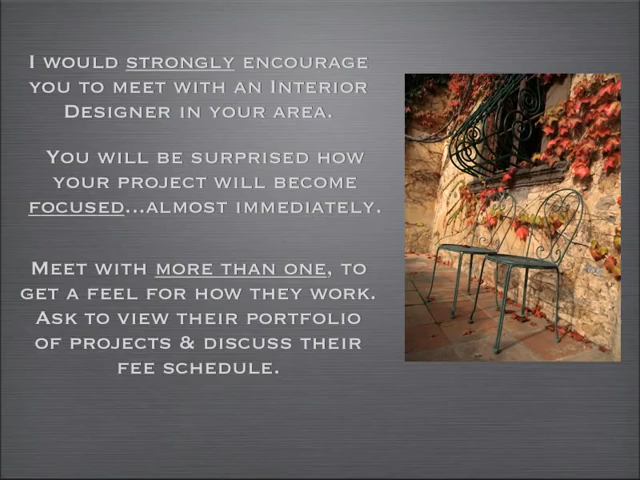 I would strongly encourage
you to meet with an Interior
Designer in your area.
You will be surprised how
your project will become
focused...almost immediately.
Meet with more than one, to
get a feel for how they work.
Ask to view their portfolio
of projects & discuss their
fee schedule.